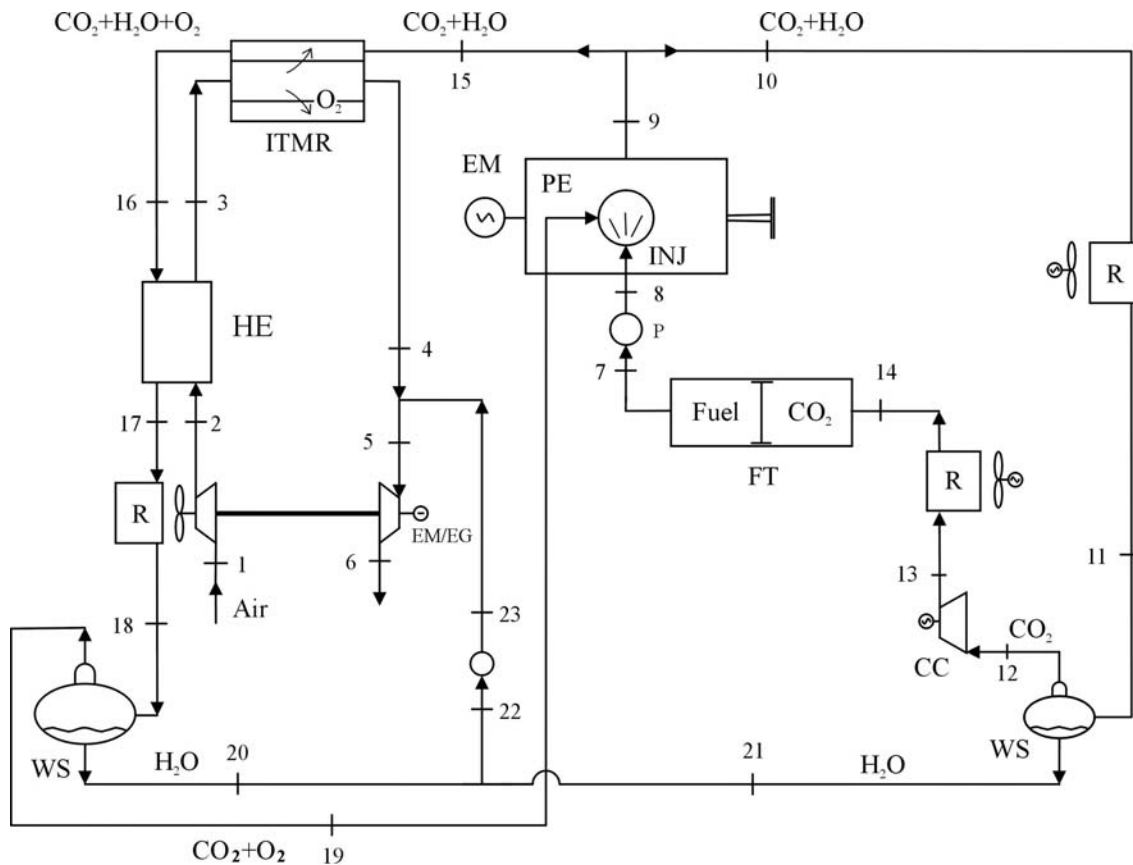 CO₂+H₂O+O₂
CO₂+H₂O
CO₂+H₂O
15
10
O₂
ITMR
9
EM
PE
16
3
INJ
R
8
HE
P
4
7
14
Fuel
CO₂
17
2
5
FT
R
R
EM/EG
1
6
13
11
Air
23
18
CO₂
CC
12
22
WS
20
21
WS
H₂O
H₂O
CO₂+O₂
19